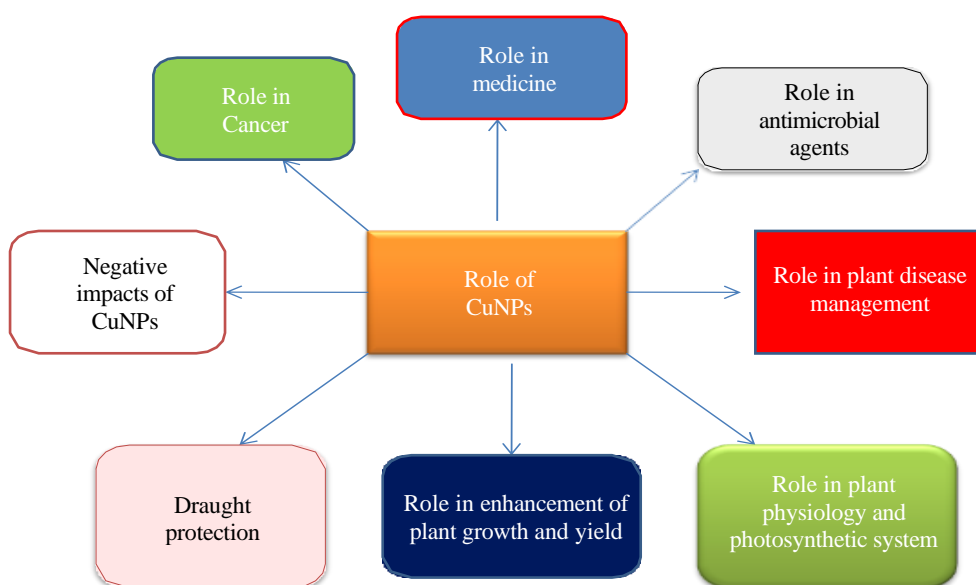 Role in
medicine
Role in
Cancer
Role in
antimicrobial
agents
Negative
impacts of
CuNPs
Role of
CuNPs
Role in plant disease
management
Draught
protection
Role in enhancement of
plant growth and yield
Role in plant
physiology and
photosynthetic system